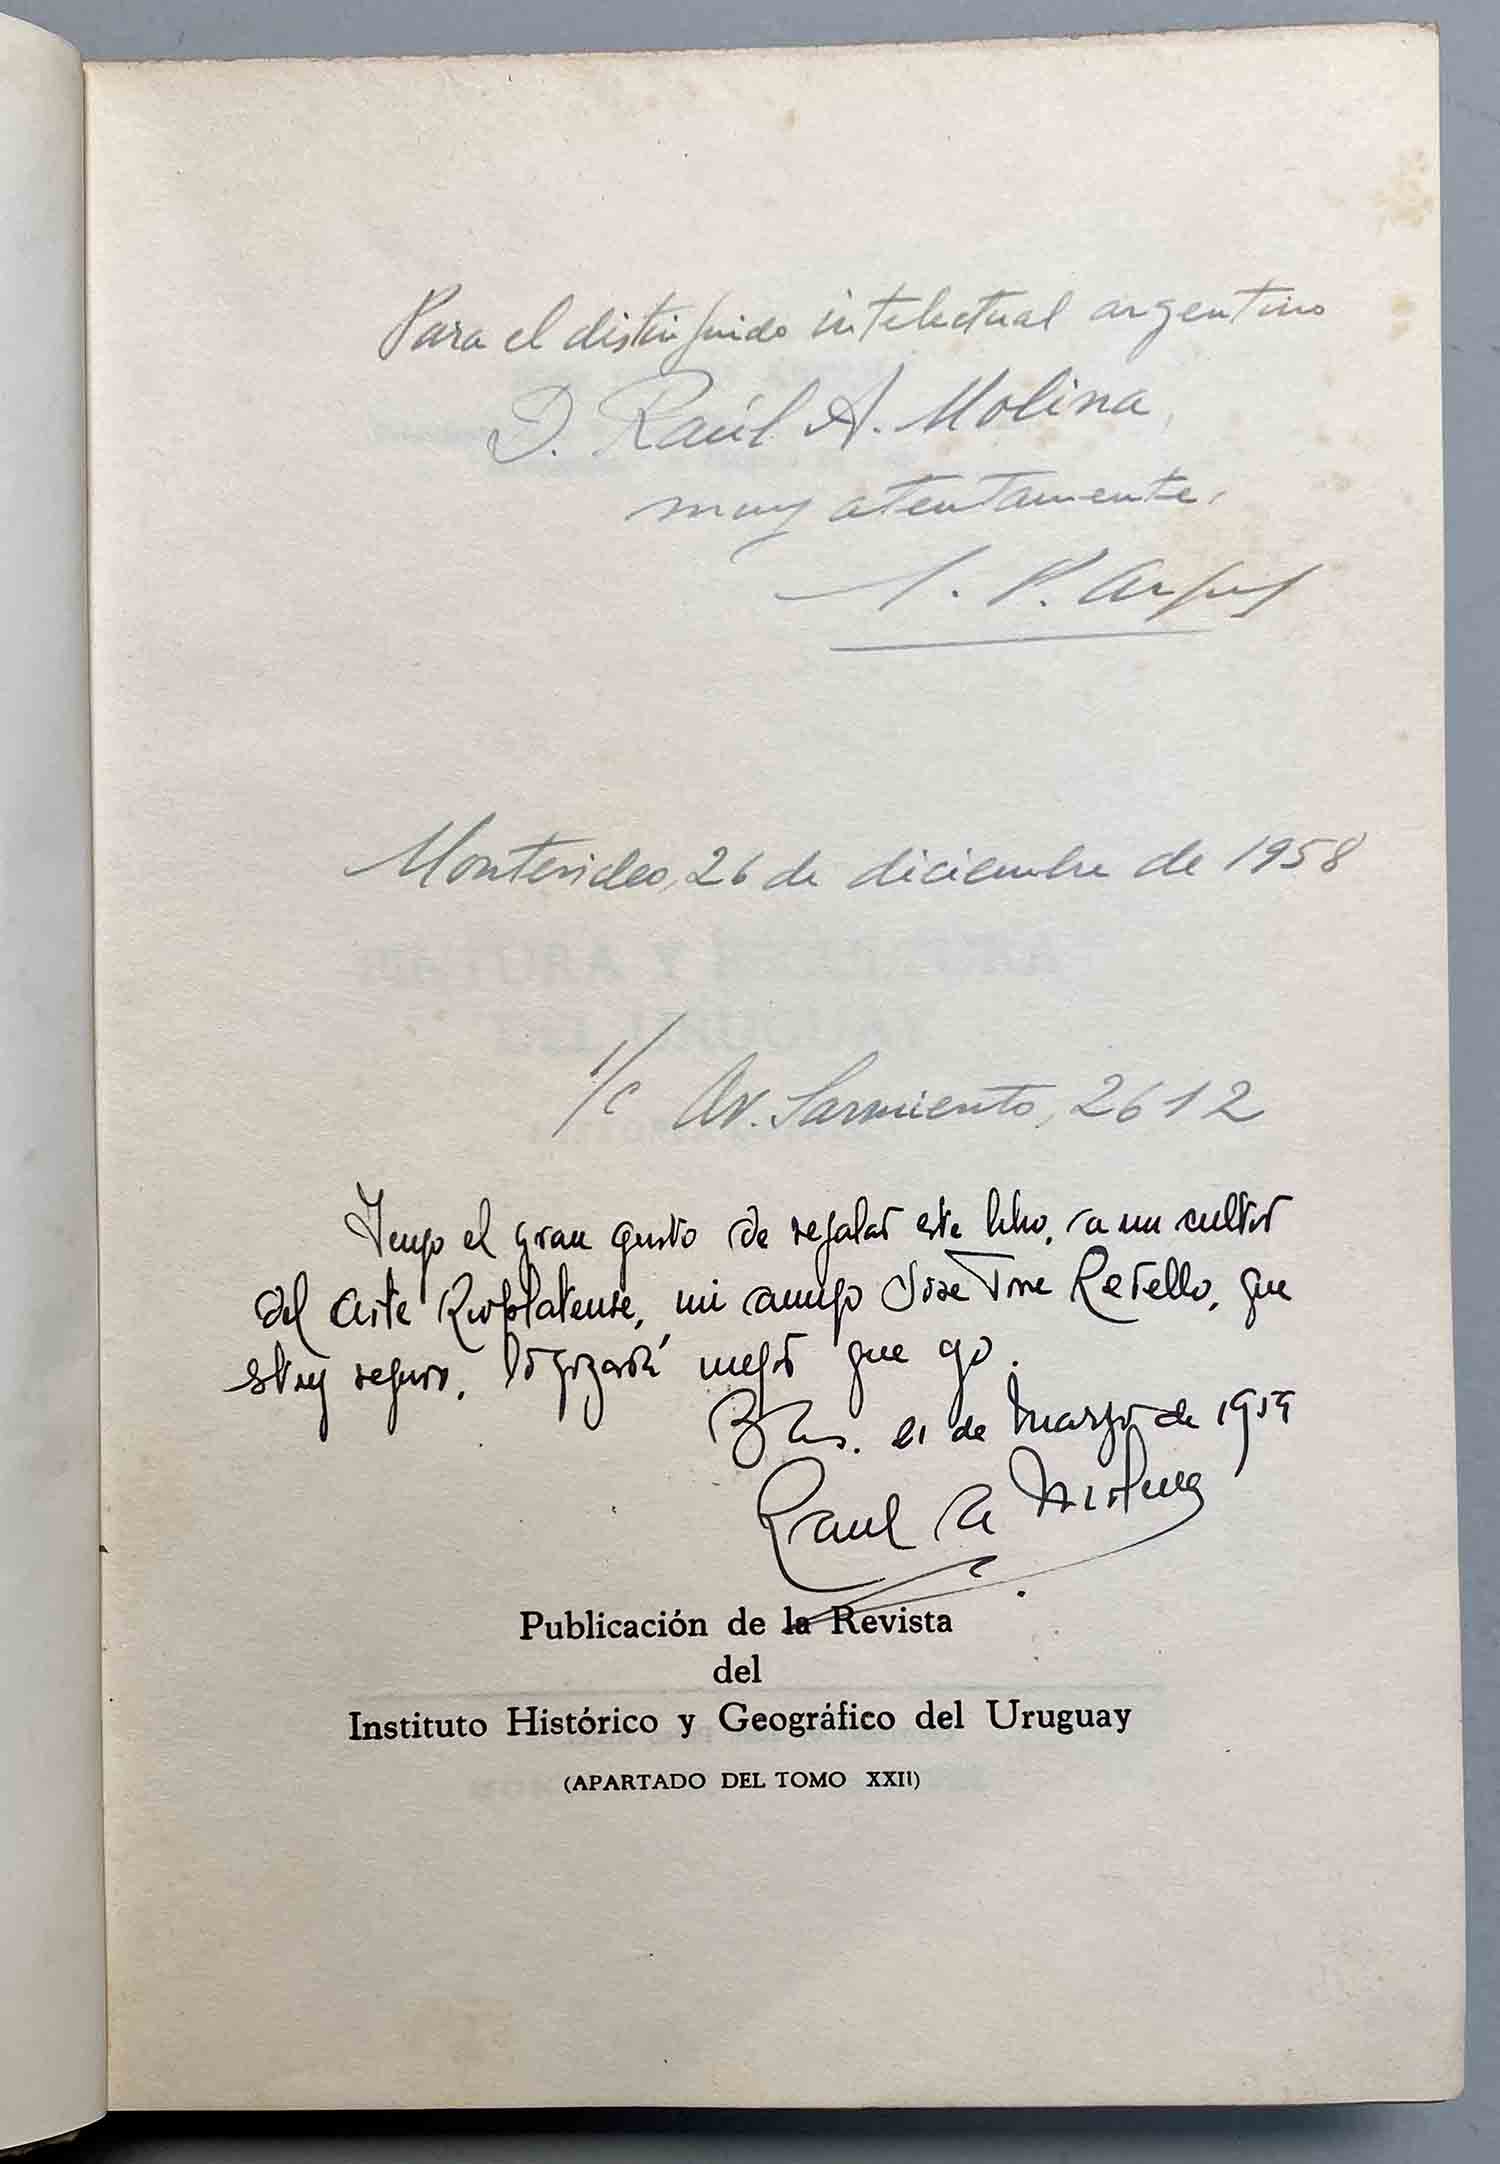 Para el distinguido intelectual argentino
D. Raúl A. Molina,
muy atentamente,
Montevideo, 26 de diciembre de 1958
PINTURA Y ESCULTURA
DEL URUGUAY
s/c Av. Sarmiento, 2612
Tengo el gran gusto de regalar este libro, a un cultor
del arte Rioplatense, mi amigo Jose Torre Revello, que
estoy seguro, lo gozará mejor que yo.
Bs As. 21 de Marzo de 1959
Raul A Molina
Publicación de la Revista
del
Instituto Histórico y Geográfico del Uruguay
(APARTADO DEL TOMO XXII)